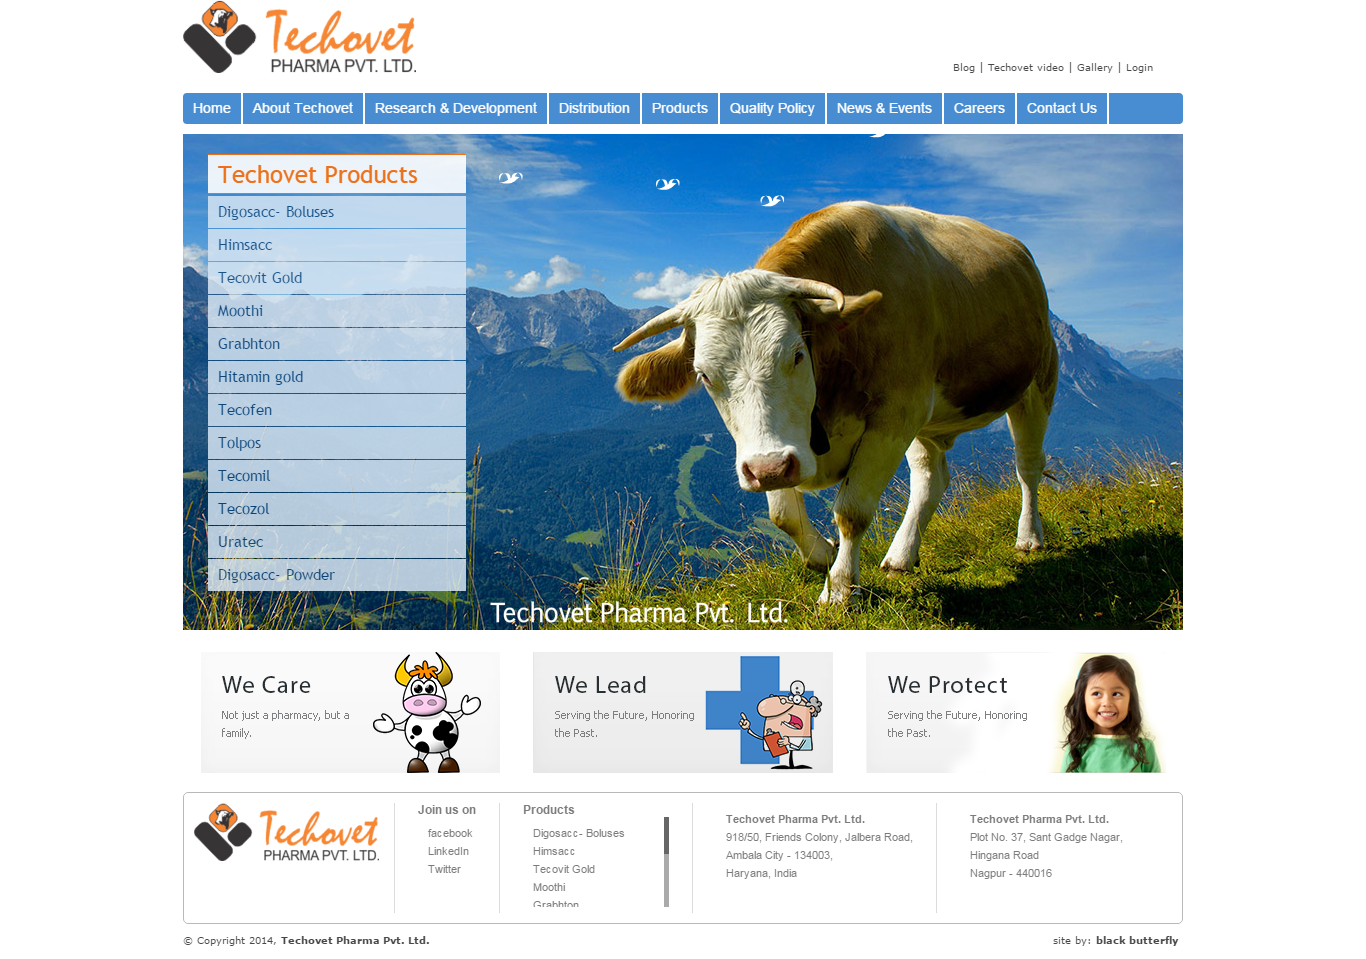 Techovet
PHARMA PVT. LTD.
Blog | Techovet video | Gallery | Login
Home About Techovet Research & Development Distribution Products Quality Policy News & Events Careers Contact Us
Techovet Products
Digosacc- Boluses
Himsacc
Tecovit Gold
Moothi
Grabhton
Hitamin gold
Tecofen
Tolpos
Tecomil
Tecozol
Uratec
Digosacc- Powder
Techovet Pharma Pvt. Ltd.
We Care
Not just a pharmacy, but a
family.
We Lead
Serving the Future, Honoring
the Past.
We Protect
Serving the Future, Honoring
the Past.
Techovet
PHARMA PVT. LTD.
Join us on
facebook
LinkedIn
Twitter
Products
Digosacc- Boluses
Himsacc
Tecovit Gold
Moothi
Grabhton
Techovet Pharma Pvt. Ltd.
918/50, Friends Colony, Jalbera Road,
Ambala City - 134003,
Haryana, India
Techovet Pharma Pvt. Ltd.
Plot No. 37, Sant Gadge Nagar,
Hingana Road
Nagpur - 440016
© Copyright 2014, Techovet Pharma Pvt. Ltd.
site by: black butterfly